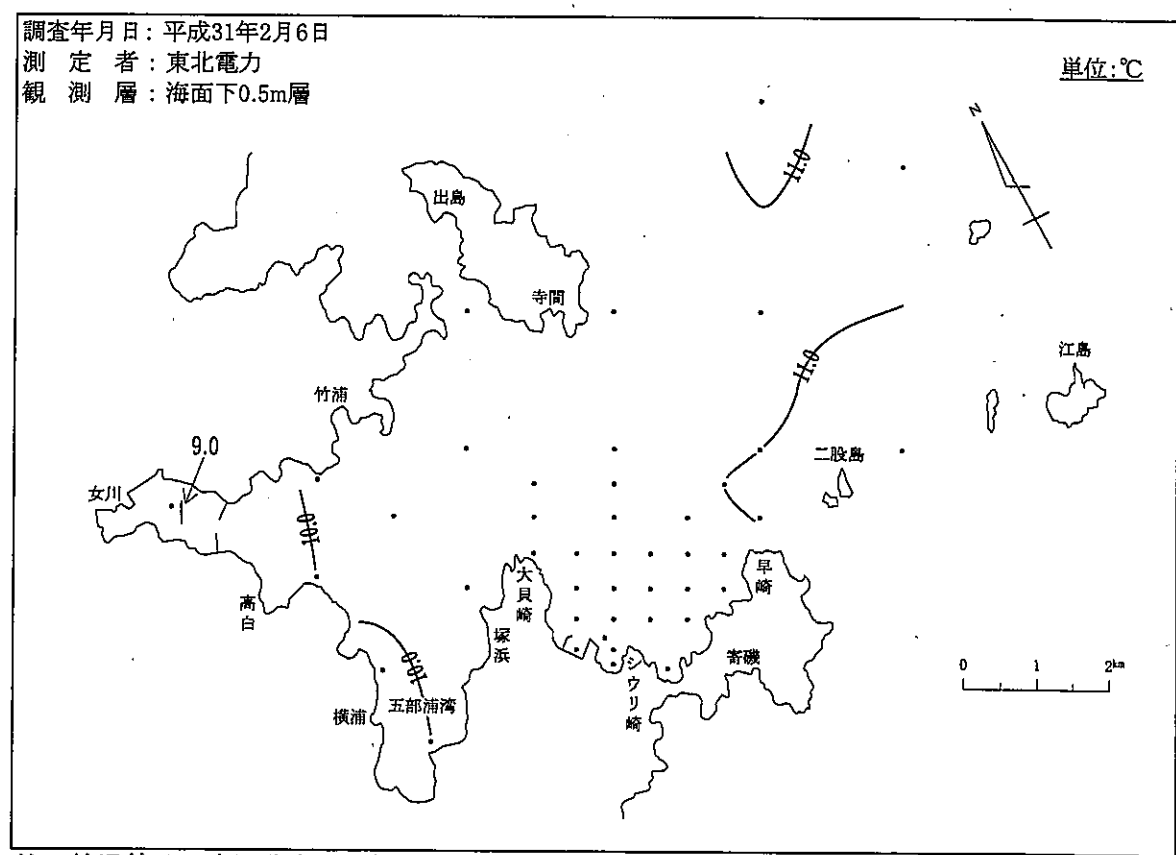 調査年月日：平成31年2月6日
測 定 者：東北電力
観 測 層：海面下0.5m層
単位:℃
N
11.0
出島
寺間
江島
11.0
竹浦
二股島
9.0
女川
10.0
大貝崎
早崎
高白
塚浜
寄磯
シウリ崎
10.0
五部浦湾
横浦
0 1 2km